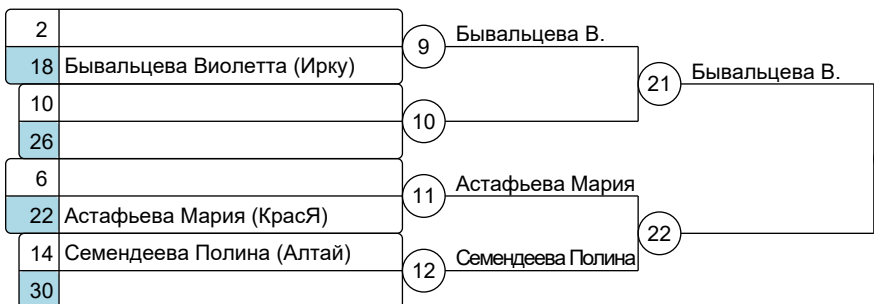 2
18 Бывальцева Виолетта (Ирку)
9
Бывальцева В.
10
26
10
21
Бывальцева В.
6
22 Астафьева Мария (КрасЯ)
11
Астафьева Мария
14 Семендеева Полина (Алтай)
30
12
Семендеева Полина
22